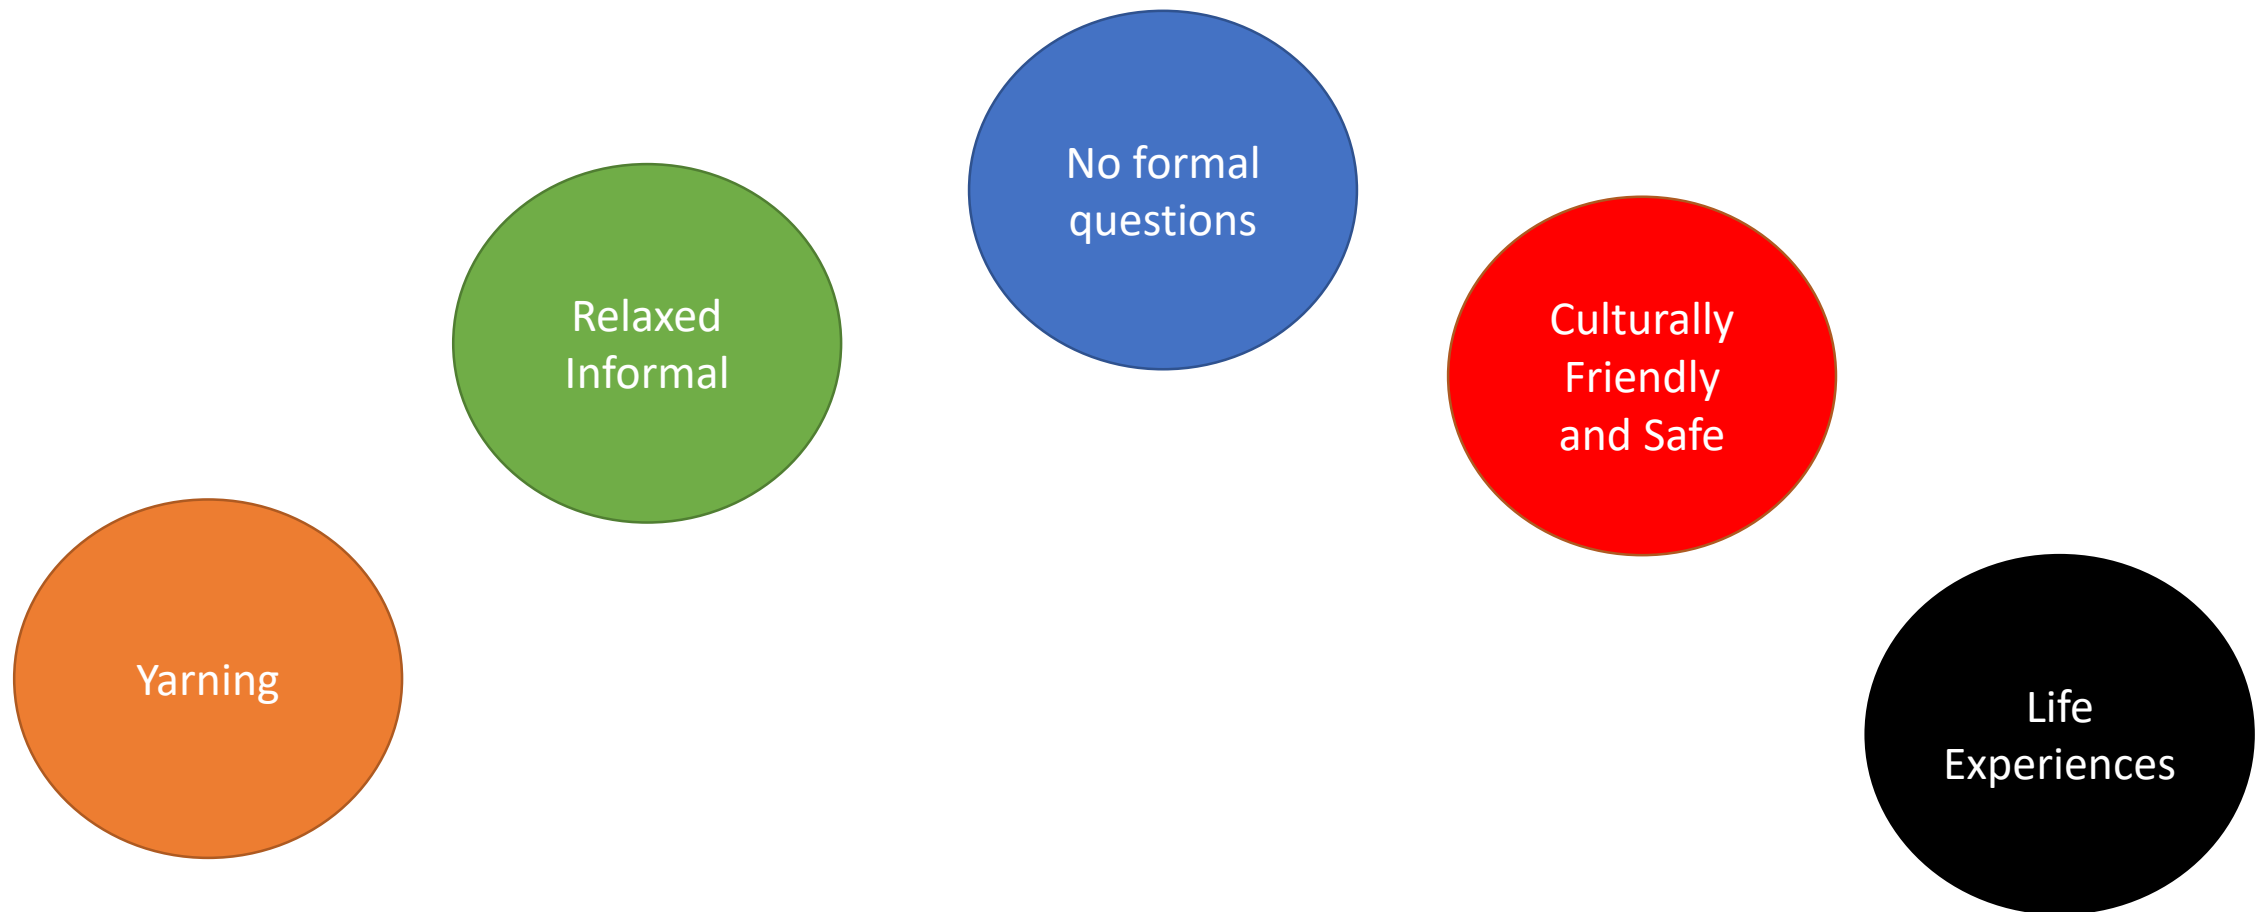 Yarning
Relaxed
Informal
No formal
questions
Culturally
Friendly
and Safe
Life
Experiences